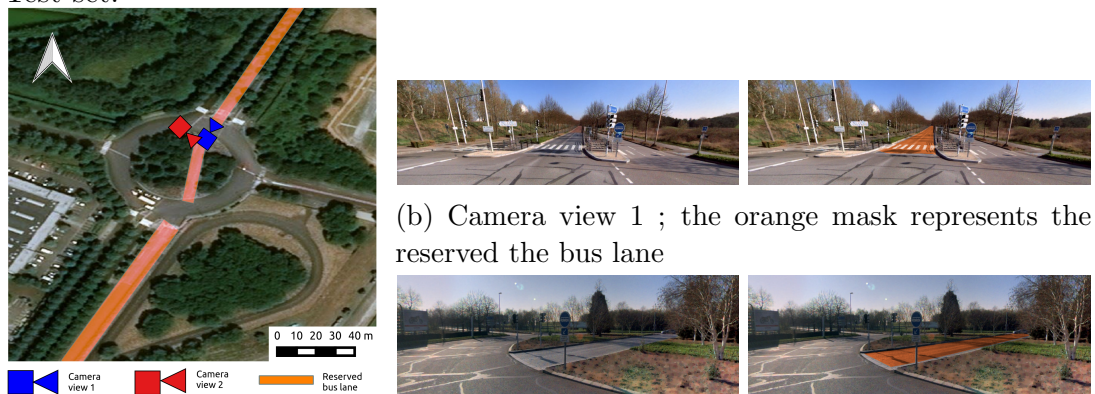 Test set.
0 10 20 30 40 m
Camera
view 1
Camera
view 2
Reserved
bus lane
(b) Camera view 1 ; the orange mask represents the
reserved the bus lane